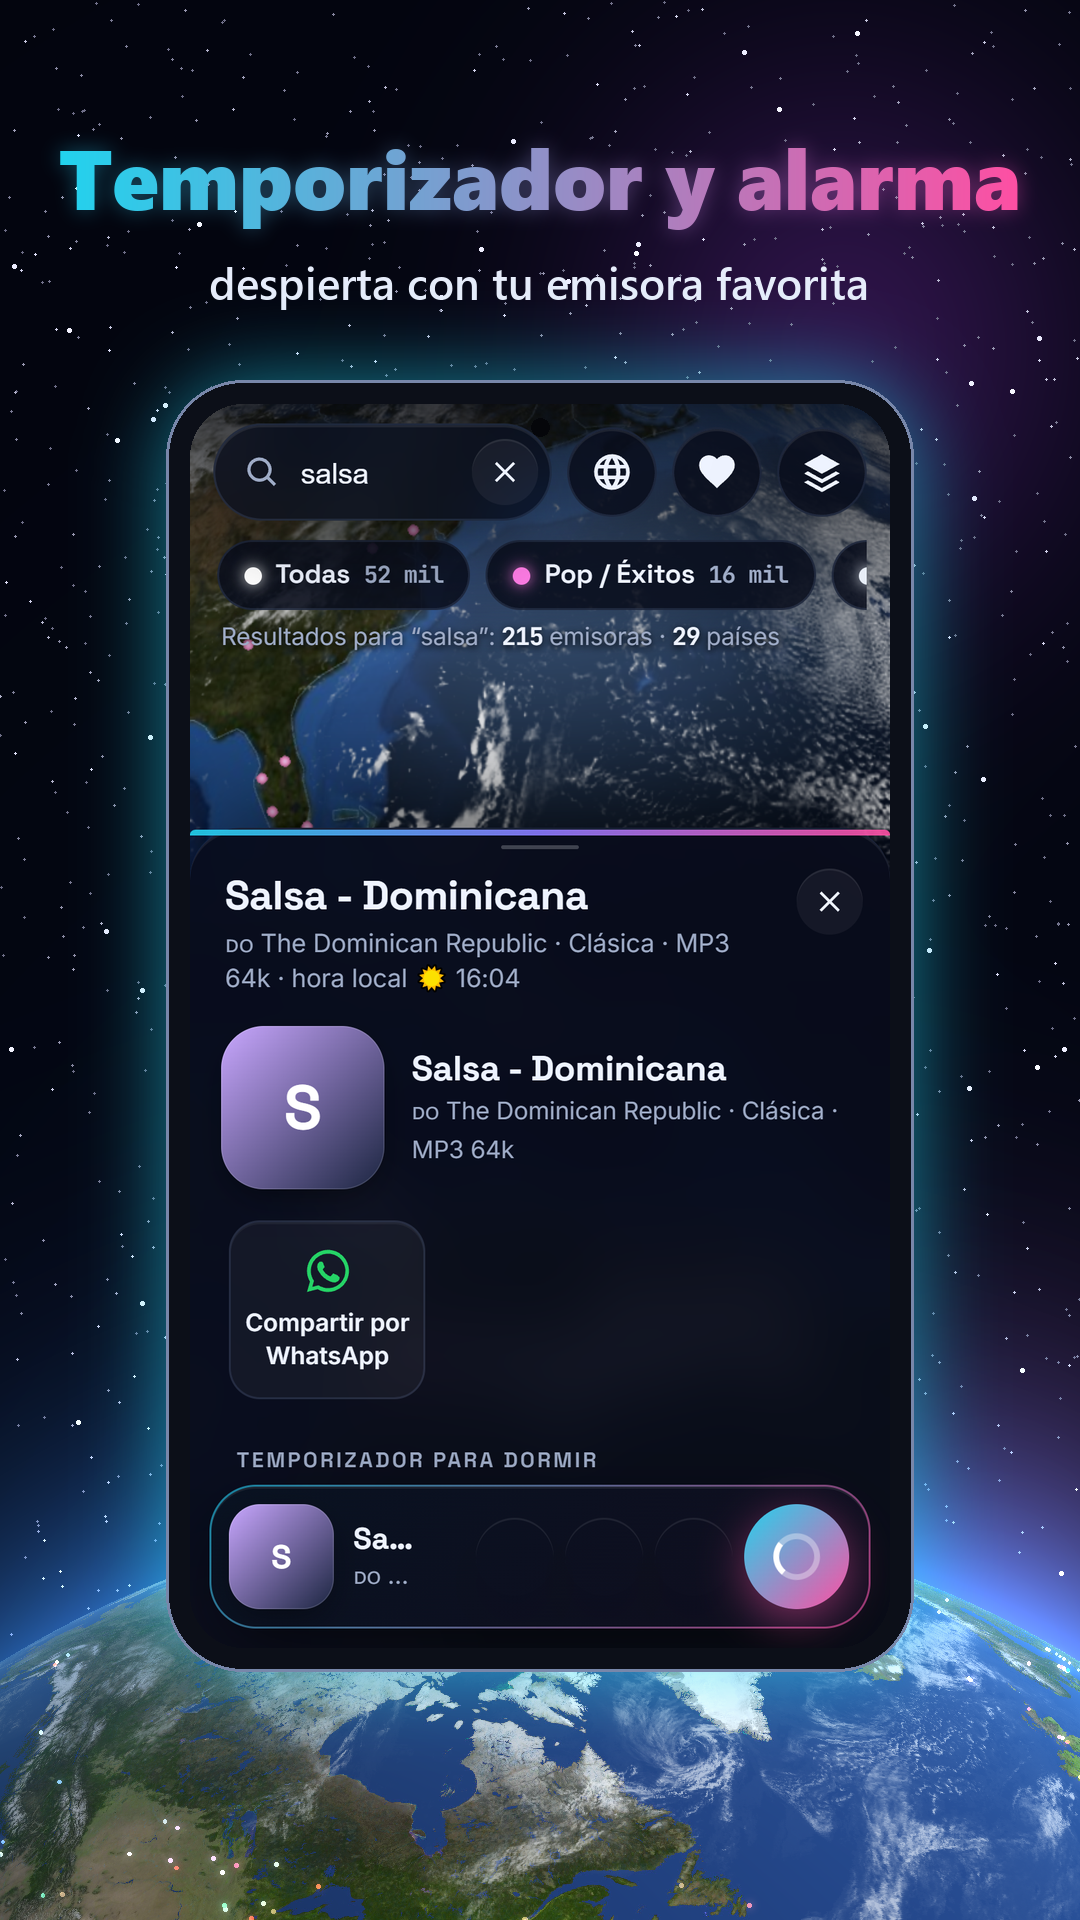 Temporizador y alarma
despierta con tu emisora favorita
salsa
Todas 52 mil
Pop / Éxitos 16 mil
Resultados para “salsa”: 215 emisoras · 29 países
Salsa - Dominicana
DO The Dominican Republic · Clásica · MP3
64k · hora local 16:04
S
Salsa - Dominicana
DO The Dominican Republic · Clásica ·
MP3 64k
Compartir por
WhatsApp
TEMPORIZADOR PARA DORMIR
S
Sa...
DO ...